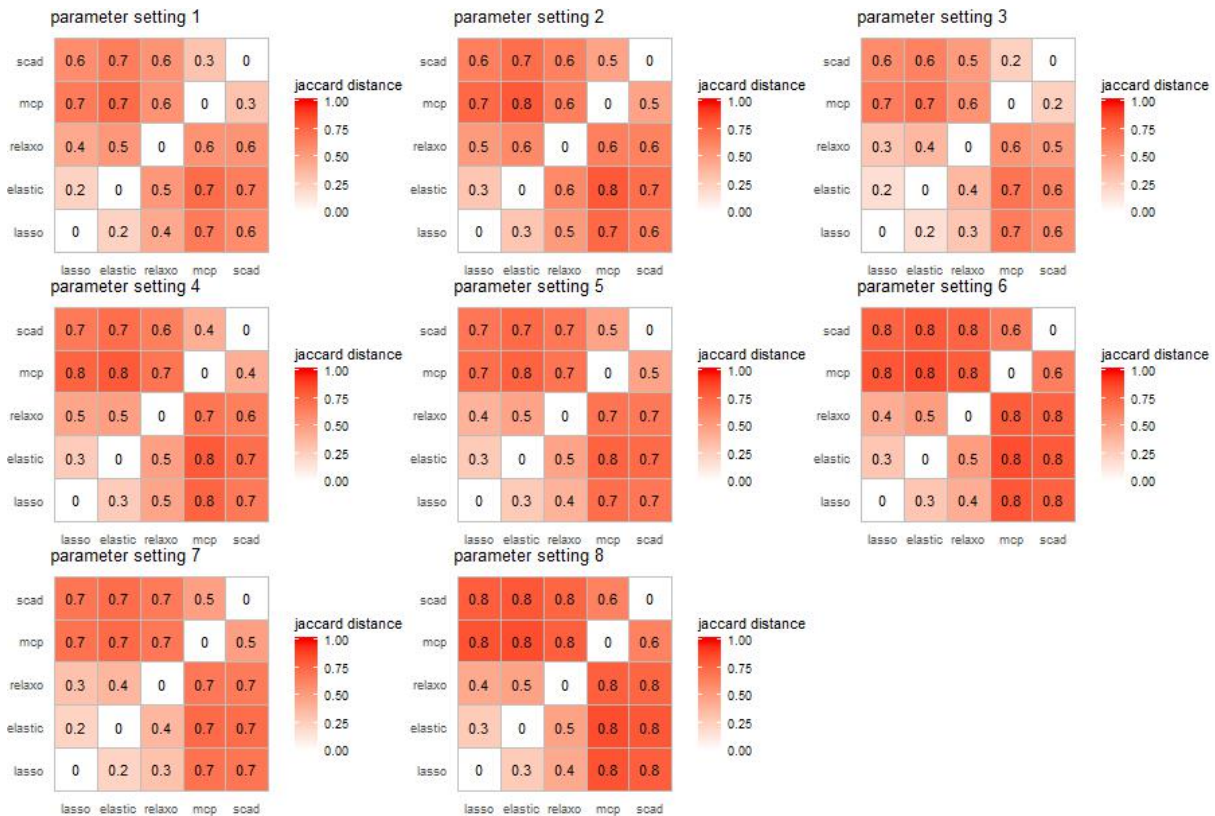 parameter setting 1
scad 0.6 0.7 0.6 0.3 0
mcp 0.7 0.7 0.6 0 0.3
relaxo 0.4 0.5 0 0.6 0.6
elastic 0.2 0 0.5 0.7 0.7
lasso 0 0.2 0.4 0.7 0.6
lasso elastic relaxo mcp scad
jaccard distance
1.00
0.75
0.50
0.25
0.00
parameter setting 2
scad 0.6 0.7 0.6 0.5 0
mcp 0.7 0.8 0.6 0 0.5
relaxo 0.5 0.6 0 0.6 0.6
elastic 0.3 0 0.6 0.8 0.7
lasso 0 0.3 0.5 0.7 0.6
lasso elastic relaxo mcp scad
jaccard distance
1.00
0.75
0.50
0.25
0.00
parameter setting 3
scad 0.6 0.6 0.5 0.2 0
mcp 0.7 0.7 0.6 0 0.2
relaxo 0.3 0.4 0 0.6 0.5
elastic 0.2 0 0.4 0.7 0.6
lasso 0 0.2 0.3 0.7 0.6
lasso elastic relaxo mcp scad
jaccard distance
1.00
0.75
0.50
0.25
0.00
parameter setting 4
scad 0.7 0.7 0.6 0.4 0
mcp 0.8 0.8 0.7 0 0.4
relaxo 0.5 0.5 0 0.7 0.6
elastic 0.3 0 0.5 0.8 0.7
lasso 0 0.3 0.5 0.8 0.7
lasso elastic relaxo mcp scad
jaccard distance
1.00
0.75
0.50
0.25
0.00
parameter setting 5
scad 0.7 0.7 0.7 0.5 0
mcp 0.7 0.8 0.7 0 0.5
relaxo 0.4 0.5 0 0.7 0.7
elastic 0.3 0 0.5 0.8 0.7
lasso 0 0.3 0.4 0.7 0.7
lasso elastic relaxo mcp scad
jaccard distance
1.00
0.75
0.50
0.25
0.00
parameter setting 6
scad 0.8 0.8 0.8 0.6 0
mcp 0.8 0.8 0.8 0 0.6
relaxo 0.4 0.5 0 0.8 0.8
elastic 0.3 0 0.5 0.8 0.8
lasso 0 0.3 0.4 0.8 0.8
lasso elastic relaxo mcp scad
jaccard distance
1.00
0.75
0.50
0.25
0.00
parameter setting 7
scad 0.7 0.7 0.7 0.5 0
mcp 0.7 0.7 0.7 0 0.5
relaxo 0.3 0.4 0 0.7 0.7
elastic 0.2 0 0.4 0.7 0.7
lasso 0 0.2 0.3 0.7 0.7
lasso elastic relaxo mcp scad
jaccard distance
1.00
0.75
0.50
0.25
0.00
parameter setting 8
scad 0.8 0.8 0.8 0.6 0
mcp 0.8 0.8 0.8 0 0.6
relaxo 0.4 0.5 0 0.8 0.8
elastic 0.3 0 0.5 0.8 0.8
lasso 0 0.3 0.4 0.8 0.8
lasso elastic relaxo mcp scad
jaccard distance
1.00
0.75
0.50
0.25
0.00